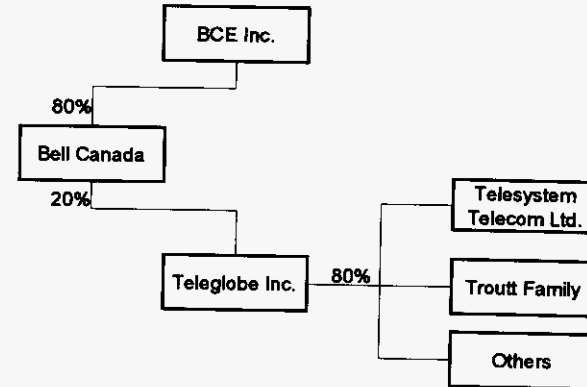 BCE Inc.
80%
Bell Canada
20%
Telesystem
Telecom Ltd.
Teleglobe Inc.
80%
Troutt Family
Others